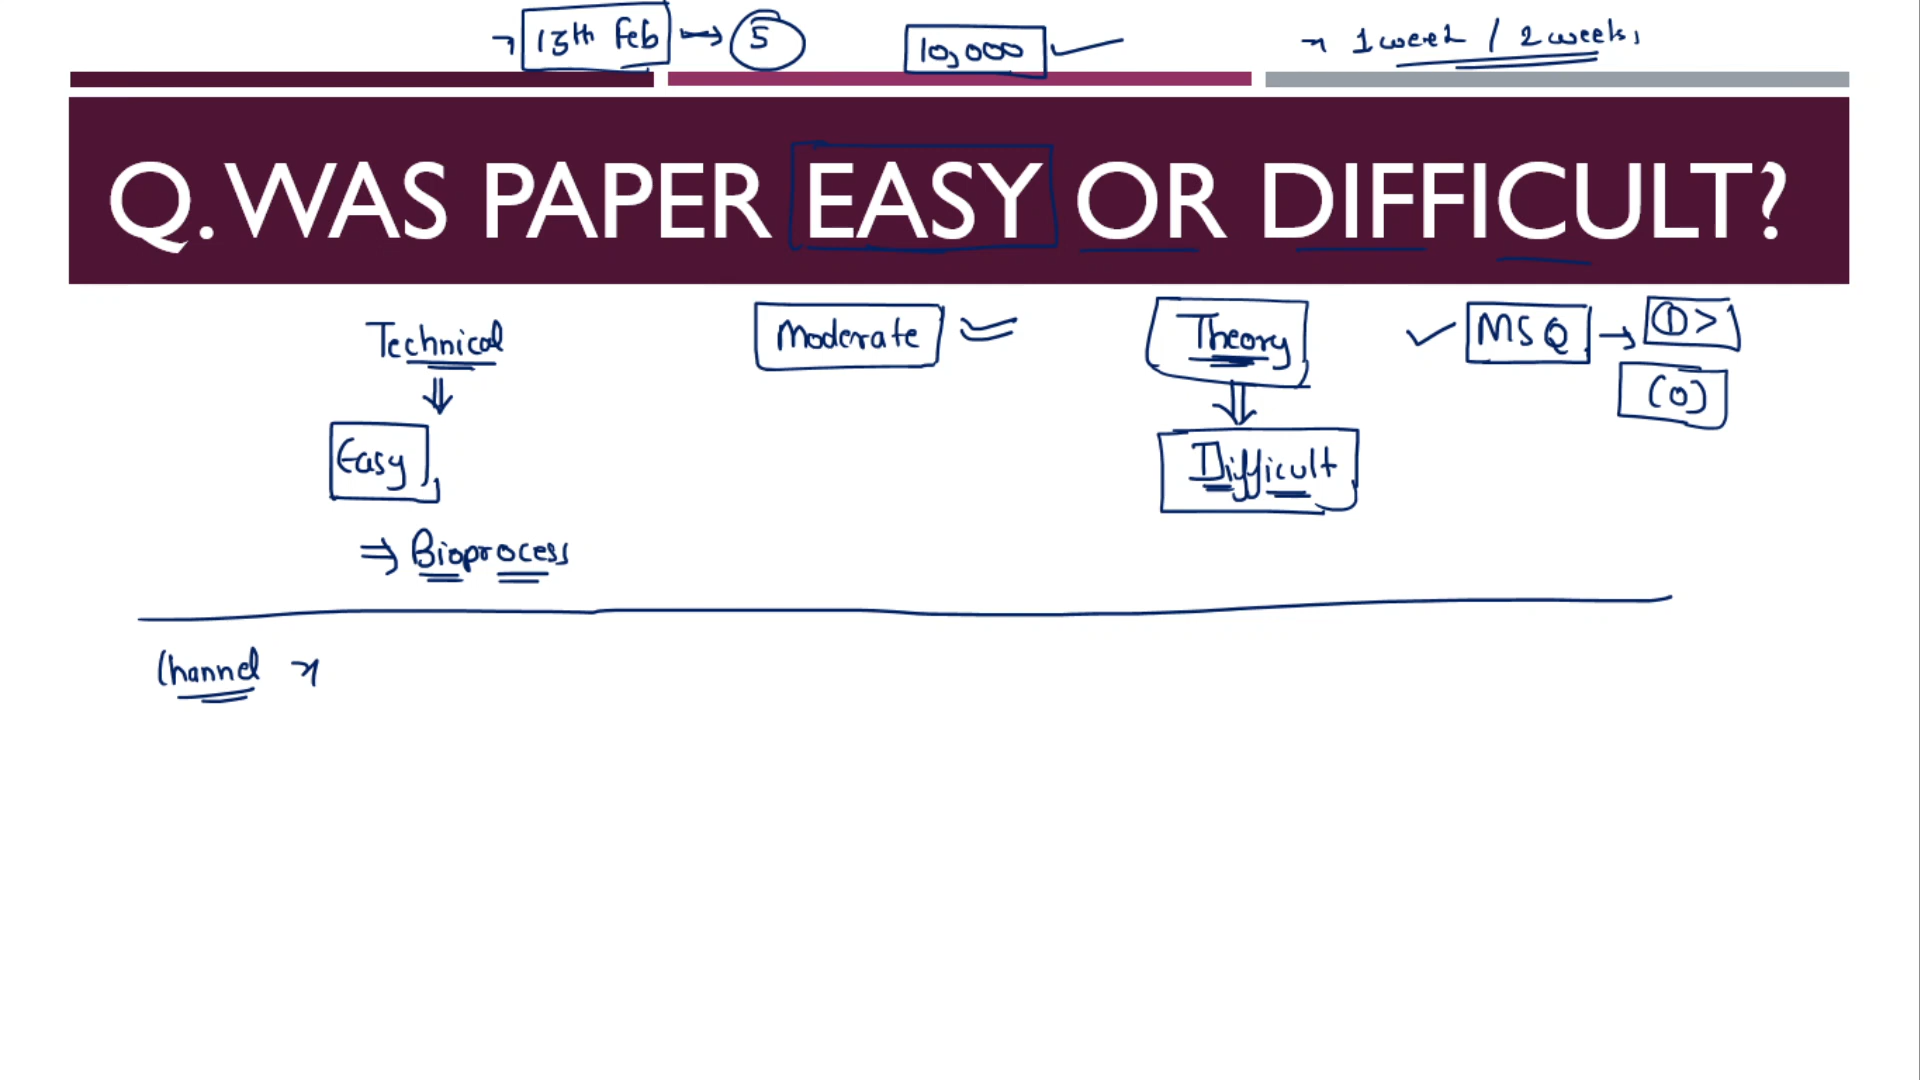 → 13th Feb → 5 10,000 ✓ → 1 week / 2 weeks,
Q. WAS PAPER EASY OR DIFFICULT?
Technical Moderate Theory ✓ MSQ → ① >
(0)
⇓ ⇓
Easy, Difficult
⇒ Bioprocess
Channel →